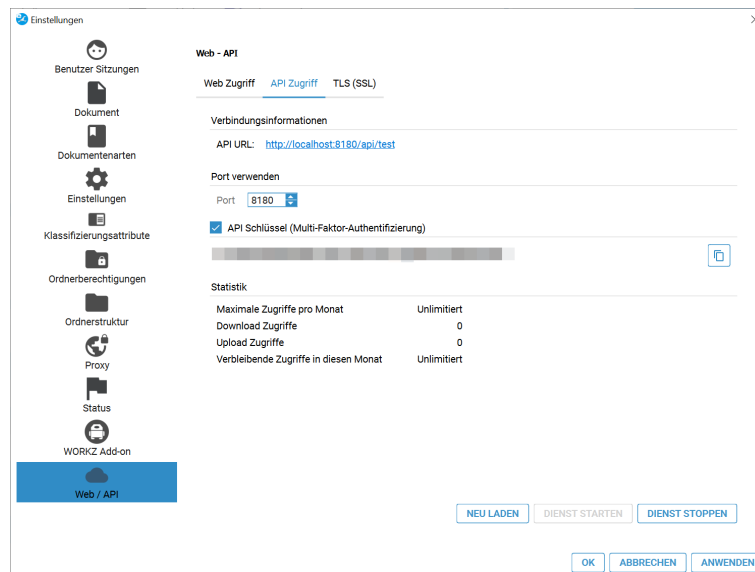 Einstellungen
Benutzer Sitzungen
Dokument
Dokumentenarten
Einstellungen
Klassifizierungsattribute
Ordnerberechtigungen
Ordnerstruktur
Proxy
Status
WORKZ Add-on
Web / API
Web - API
Web Zugriff API Zugriff TLS (SSL)
Verbindungsinformationen
API URL: http://localhost:8180/api/test
Port verwenden
Port 8180
API Schlüssel (Multi-Faktor-Authentifizierung)
Statistik
Maximale Zugriffe pro Monat Unlimitiert
Download Zugriffe 0
Upload Zugriffe 0
Verbleibende Zugriffe in diesen Monat Unlimitiert
NEU LADEN DIENST STARTEN DIENST STOPPEN
OK ABBRECHEN ANWENDEN